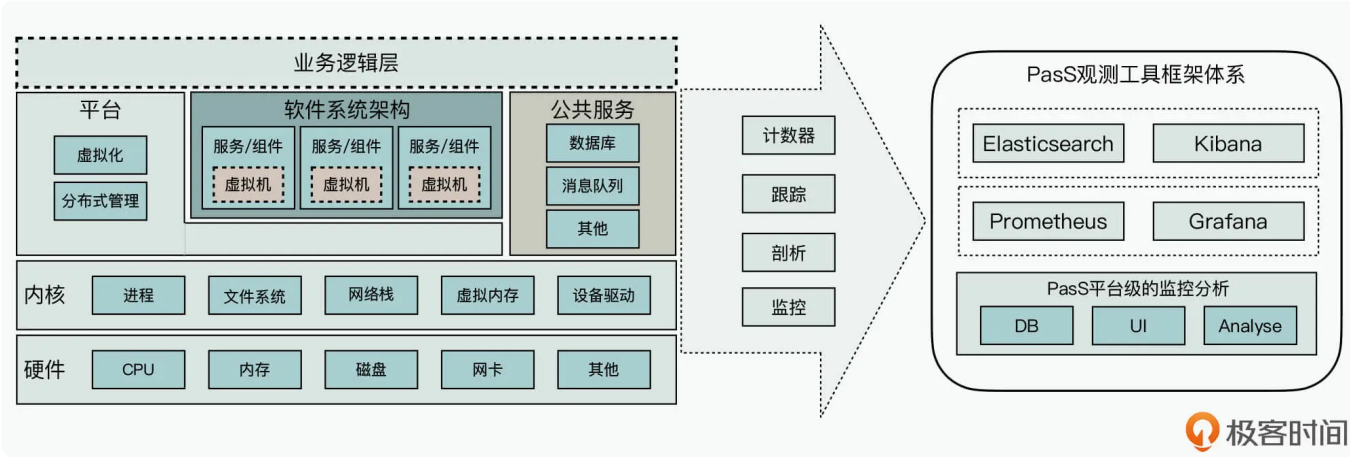 业务逻辑层
平台
虚拟化
分布式管理
软件系统架构
服务/组件
虚拟机
服务/组件
虚拟机
服务/组件
虚拟机
公共服务
数据库
消息队列
其他
内核
进程
文件系统
网络栈
虚拟内存
设备驱动
硬件
CPU
内存
磁盘
网卡
其他
计数器
跟踪
剖析
监控
PasS观测工具框架体系
Elasticsearch
Kibana
Prometheus
Grafana
PasS平台级的监控分析
DB
UI
Analyse
极客时间